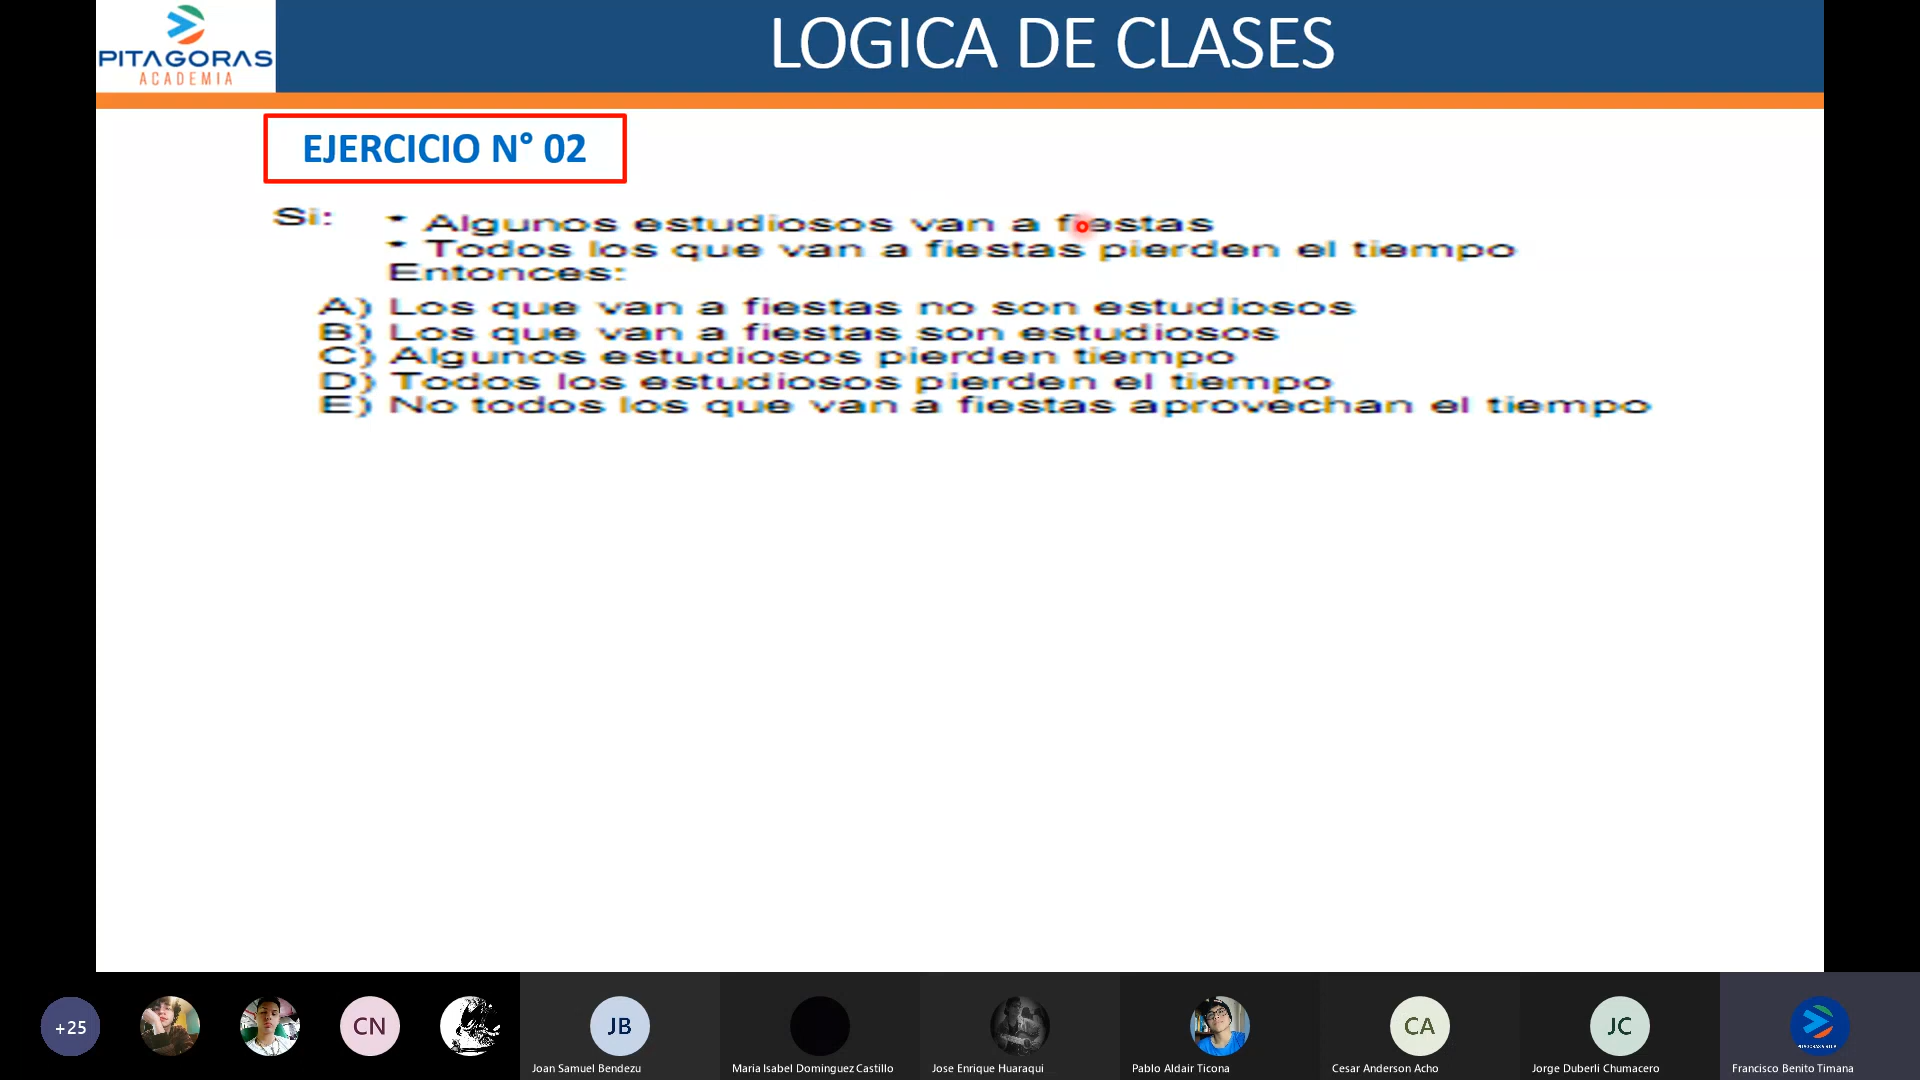 PITAGORAS
ACADEMIA
LOGICA DE CLASES
EJERCICIO N° 02
Si: * Algunos estudiosos van a fiestas
* Todos los que van a fiestas pierden el tiempo
Entonces:
A) Los que van a fiestas no son estudiosos
B) Los que van a fiestas son estudiosos
C) Algunos estudiosos pierden tiempo
D) Todos los estudiosos pierden el tiempo
E) No todos los que van a fiestas aprovechan el tiempo
+25
CN
JB
CA
JC
Joan Samuel Bendezu
Maria Isabel Dominguez Castillo
Jose Enrique Huaraqui
Pablo Aldair Ticona
Cesar Anderson Acho
Jorge Duberli Chumacero
Francisco Benito Timana